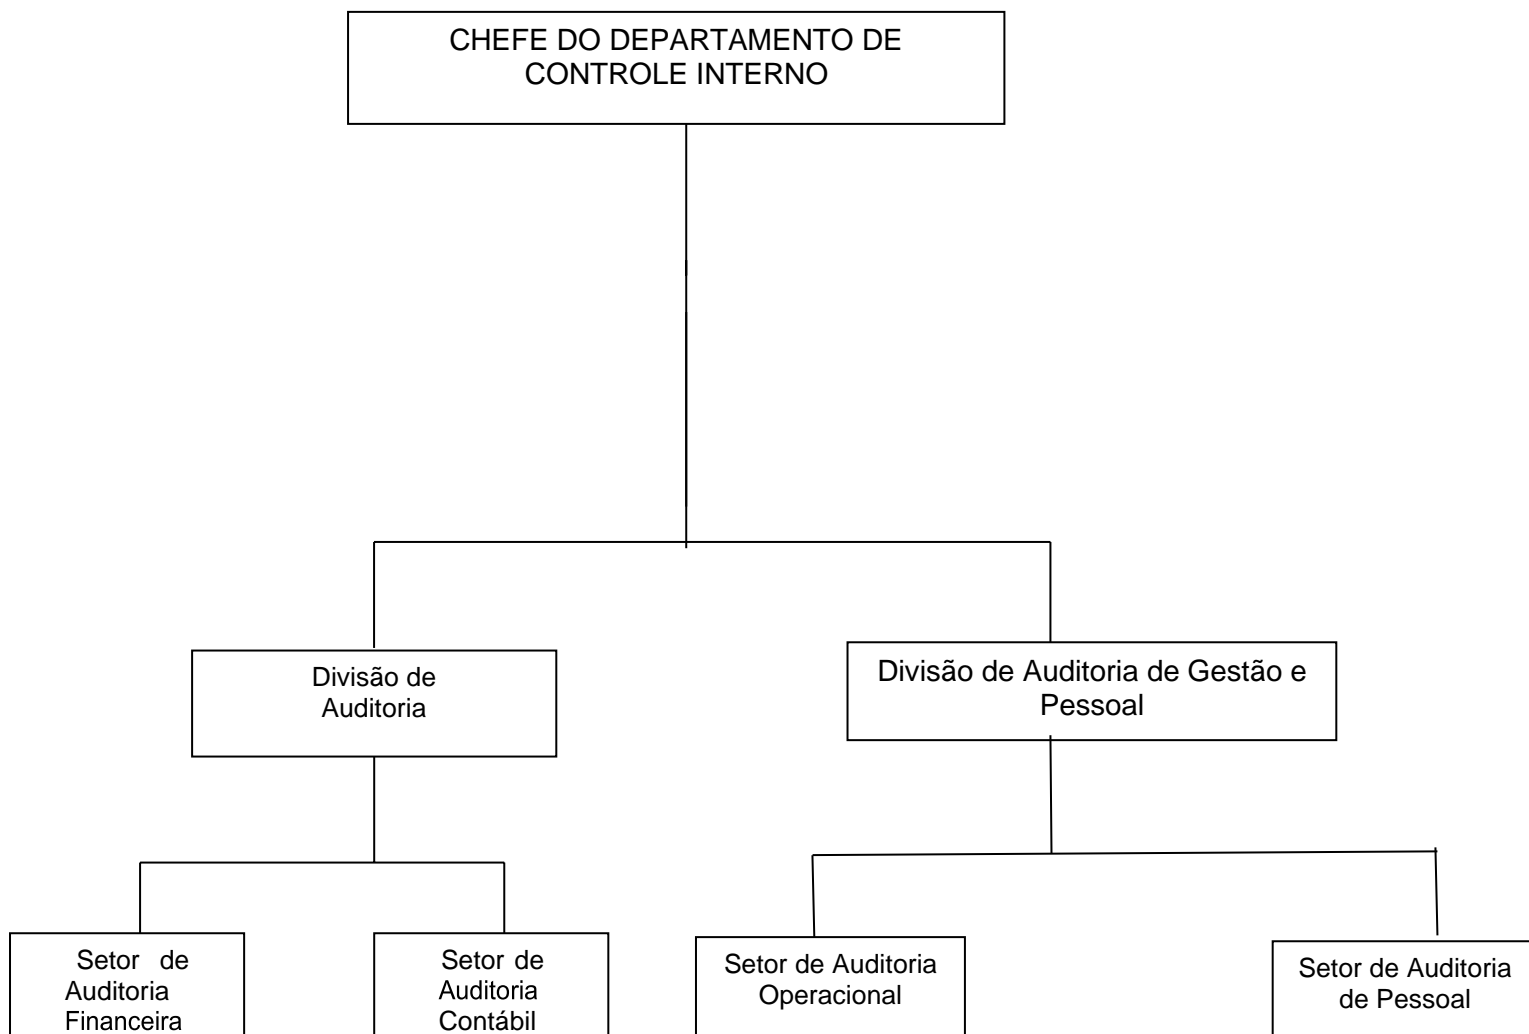 CHEFE DO DEPARTAMENTO DE
CONTROLE INTERNO
Divisão de
Auditoria
Divisão de Auditoria de Gestão e
Pessoal
Setor de
Auditoria
Financeira
Setor de
Auditoria
Contábil
Setor de Auditoria
Operacional
Setor de Auditoria
de Pessoal